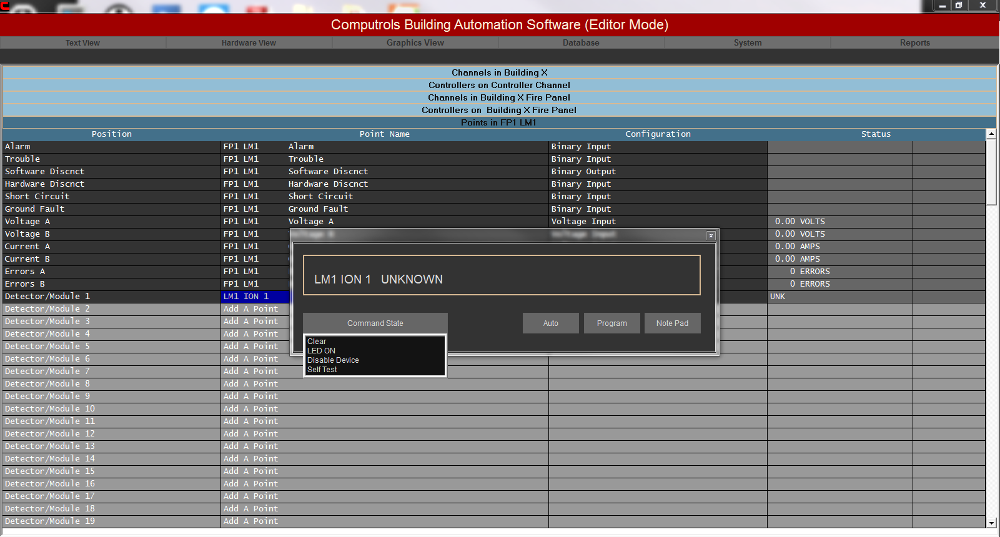 Computrols Building Automation Software (Editor Mode)
Text View Hardware View Graphics View Database System Reports
Channels in Building X
Controllers on Controller Channel
Channels in Building X Fire Panel
Controllers on Building X Fire Panel
Points in FP1 LM1
Position Point Name Configuration Status
Alarm FP1 LM1 Alarm Binary Input
Trouble FP1 LM1 Trouble Binary Input
Software Discnct FP1 LM1 Software Discnct Binary Output
Hardware Discnct FP1 LM1 Hardware Discnct Binary Input
Short Circuit FP1 LM1 Short Circuit Binary Input
Ground Fault FP1 LM1 Ground Fault Binary Input
Voltage A FP1 LM1 Voltage A Voltage Input 0.00 VOLTS
Voltage B FP1 LM1 Voltage B Voltage Input 0.00 VOLTS
Current A FP1 LM1 0.00 AMPS
Current B FP1 LM1 0.00 AMPS
Errors A FP1 LM1 0 ERRORS
Errors B FP1 LM1 0 ERRORS
Detector/Module 1 LM1 ION 1 UNK
Detector/Module 2 Add A Point
Detector/Module 3 Add A Point
Detector/Module 4 Add A Point
Detector/Module 5 Add A Point
Detector/Module 6 Add A Point
Detector/Module 7 Add A Point
Detector/Module 8 Add A Point
Detector/Module 9 Add A Point
Detector/Module 10 Add A Point
Detector/Module 11 Add A Point
Detector/Module 12 Add A Point
Detector/Module 13 Add A Point
Detector/Module 14 Add A Point
Detector/Module 15 Add A Point
Detector/Module 16 Add A Point
Detector/Module 17 Add A Point
Detector/Module 18 Add A Point
Detector/Module 19 Add A Point
LM1 ION 1 UNKNOWN
Command State Auto Program Note Pad
Clear
LED ON
Disable Device
Self Test